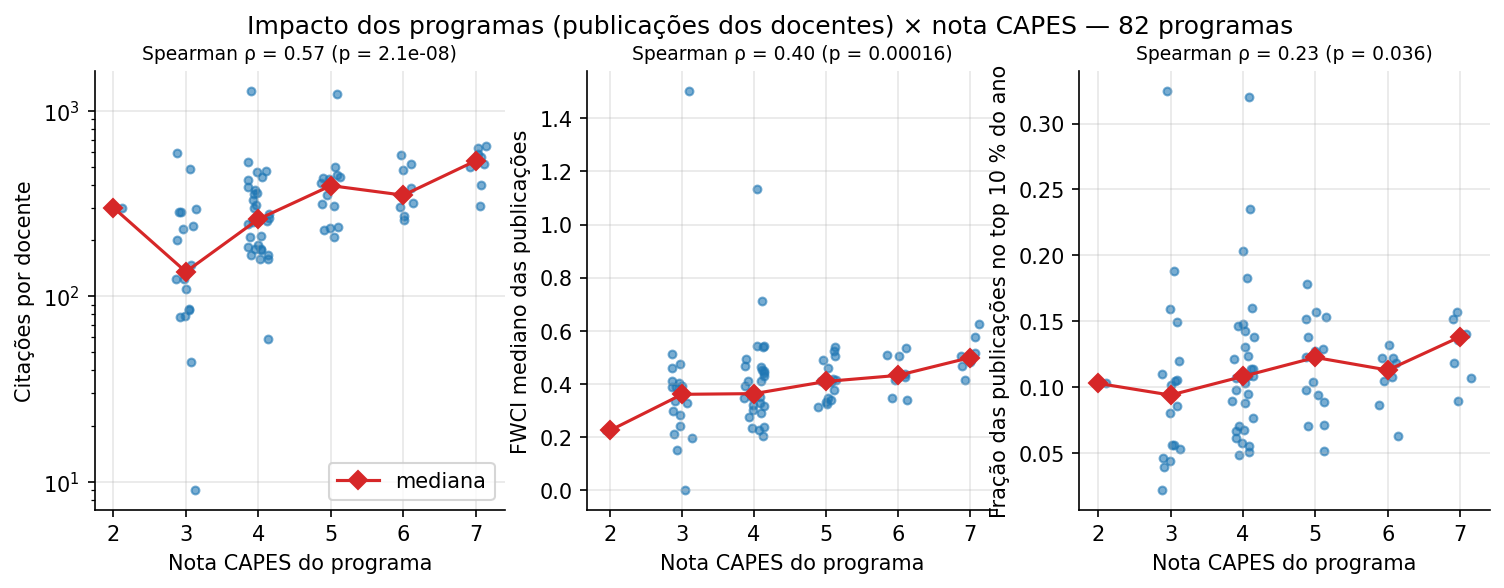 Impacto dos programas (publicações dos docentes) × nota CAPES — 82 programas
Spearman ρ = 0.57 (p = 2.1e-08)
Citações por docente
10³
10²
10¹
2 3 4 5 6 7
Nota CAPES do programa
mediana
Spearman ρ = 0.40 (p = 0.00016)
FWCI mediano das publicações
1.4
1.2
1.0
0.8
0.6
0.4
0.2
0.0
2 3 4 5 6 7
Nota CAPES do programa
Spearman ρ = 0.23 (p = 0.036)
Fração das publicações no top 10 % do ano
0.30
0.25
0.20
0.15
0.10
0.05
2 3 4 5 6 7
Nota CAPES do programa